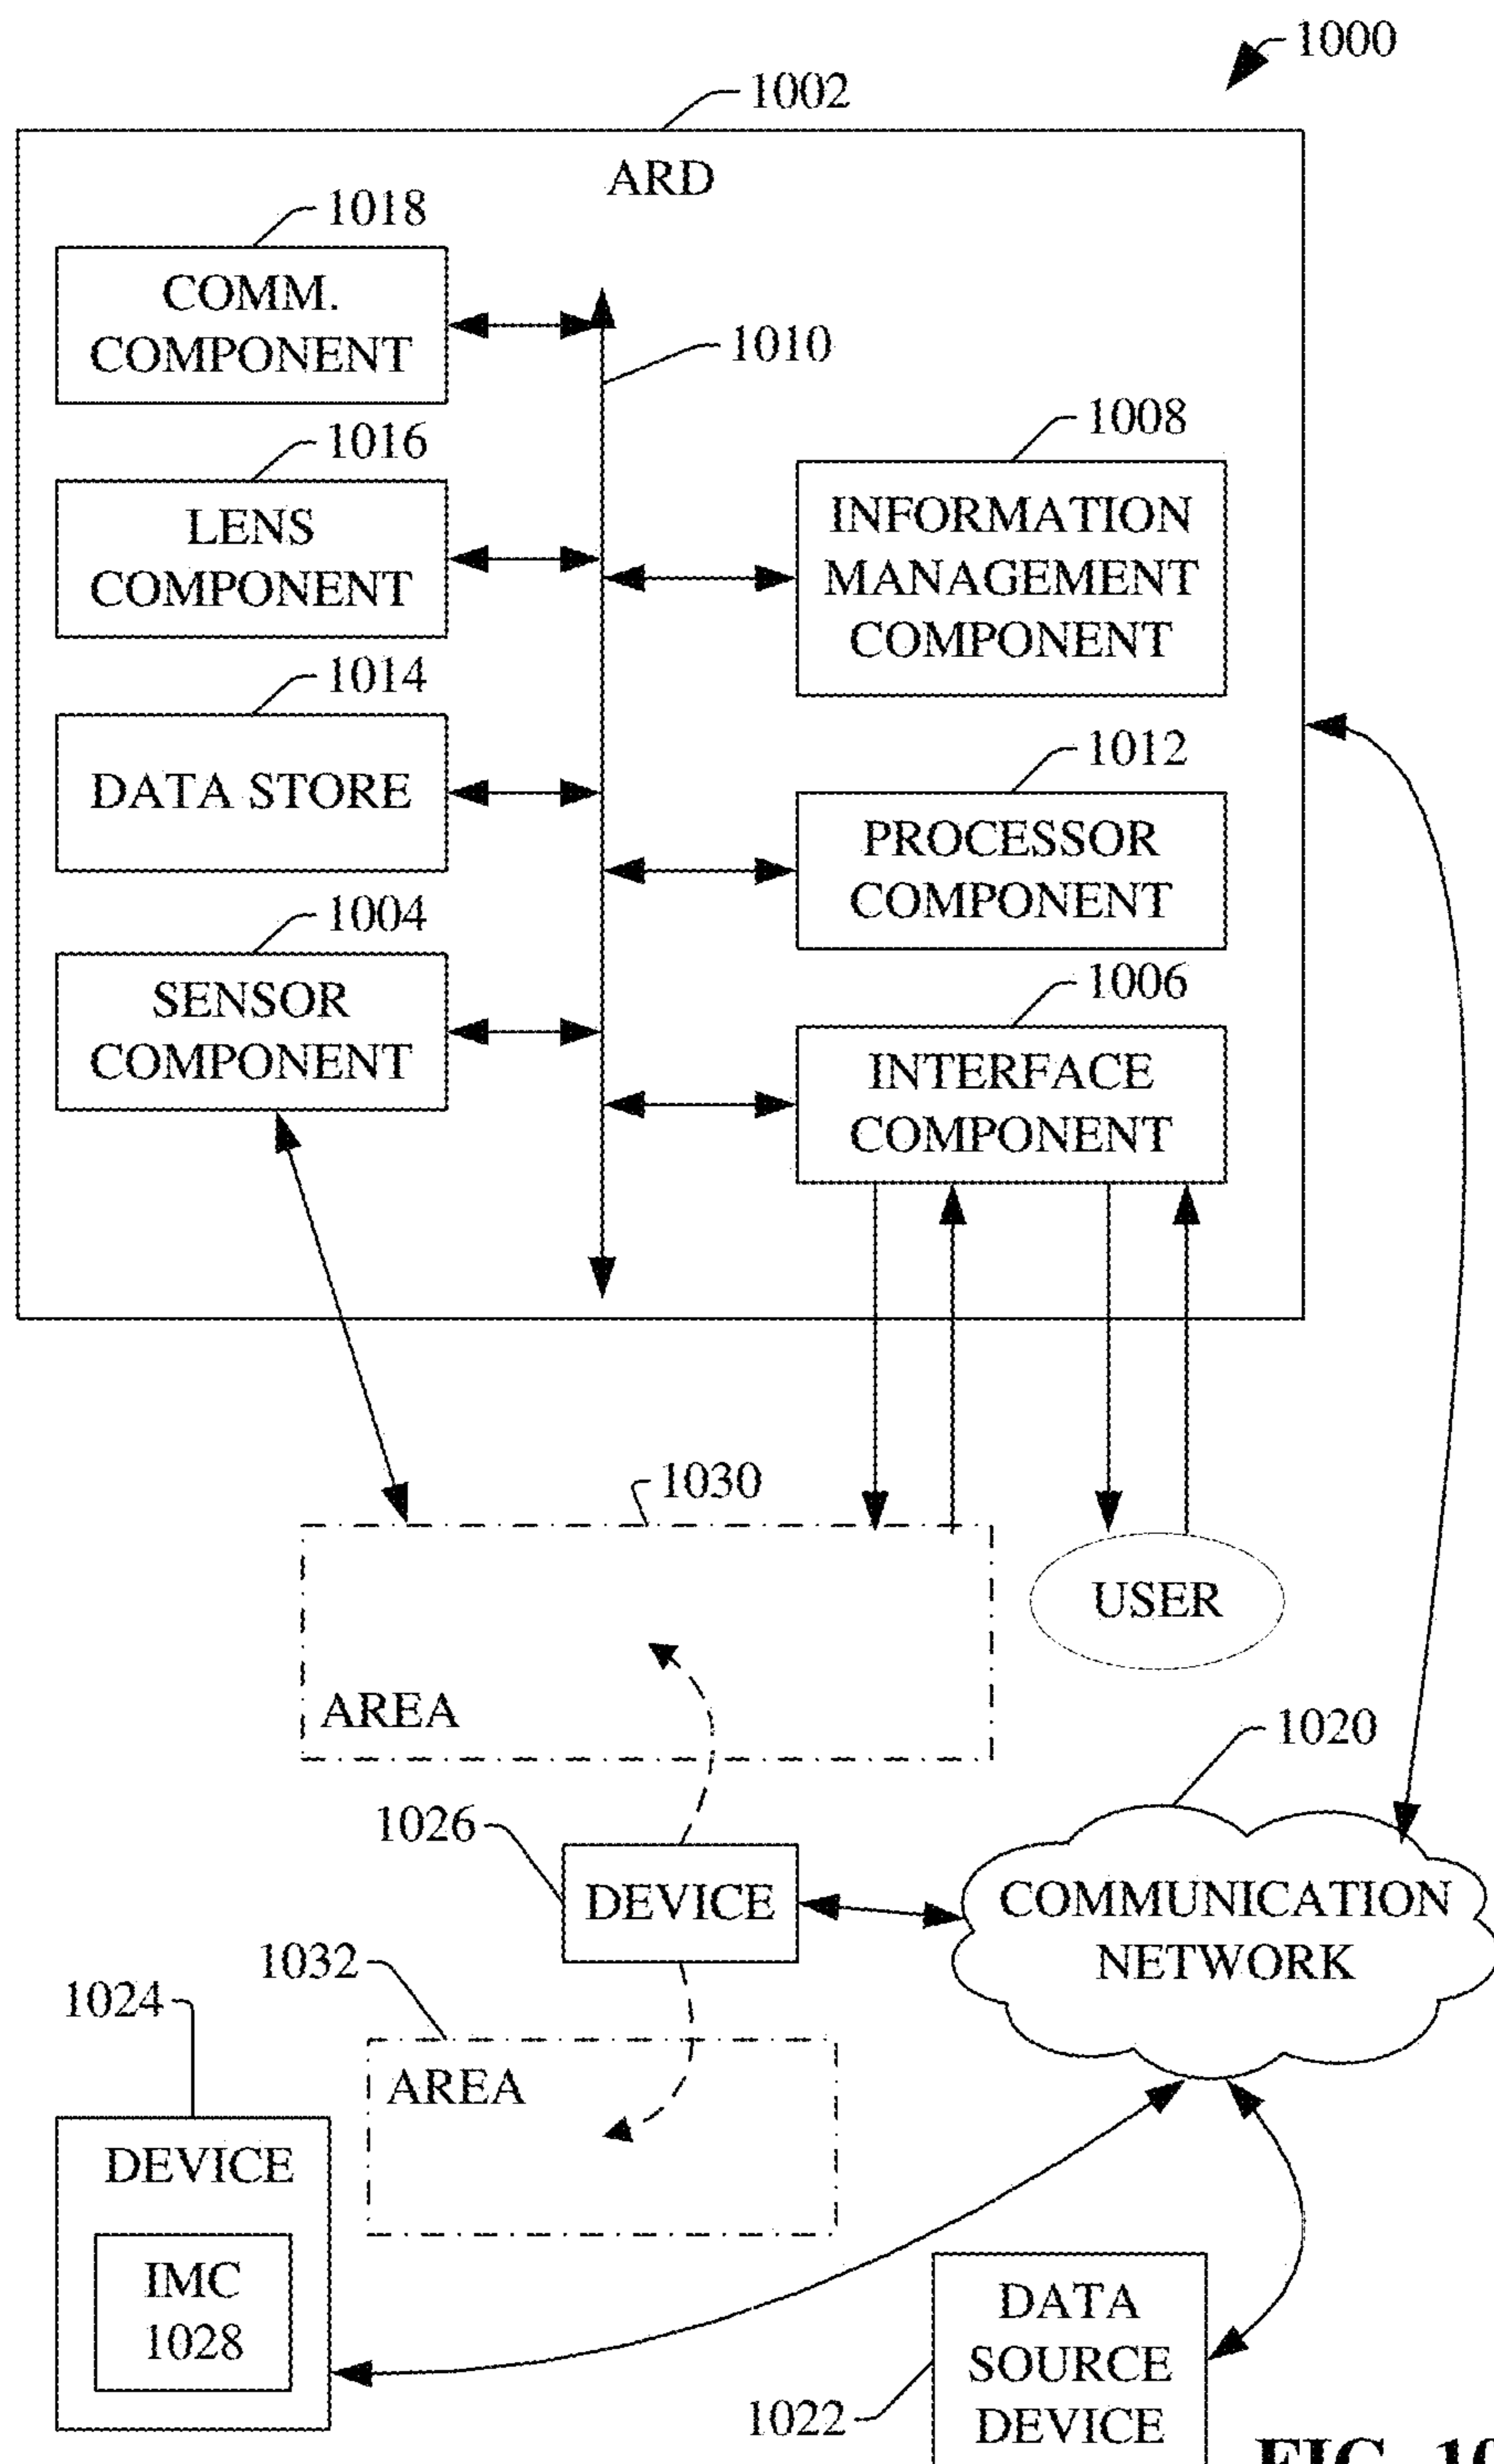 1000
1002
ARD
1018
COMM.
COMPONENT
1010
1016
LENS
COMPONENT
1008
INFORMATION
MANAGEMENT
COMPONENT
1014
DATA STORE
1012
PROCESSOR
COMPONENT
1004
SENSOR
COMPONENT
1006
INTERFACE
COMPONENT
1030
AREA
USER
1020
COMMUNICATION
NETWORK
1026
DEVICE
1032
AREA
1024
DEVICE
IMC
1028
DATA
SOURCE
DEVICE
1022
FIG. 10